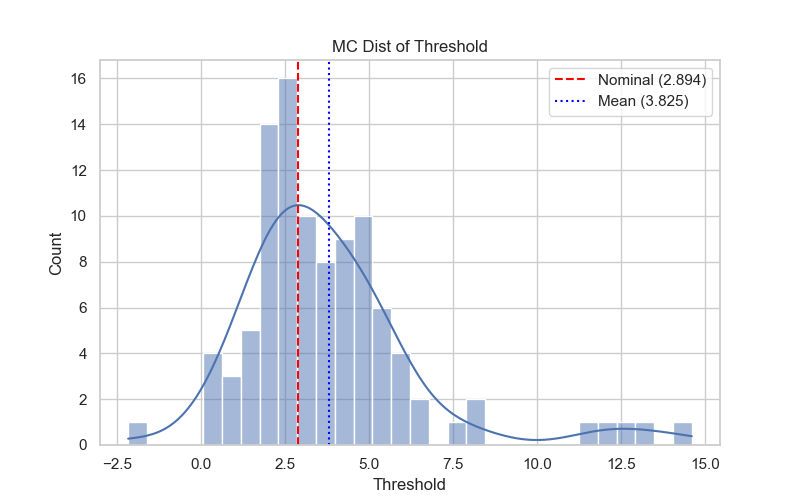 MC Dist of Threshold
Nominal (2.894)
Mean (3.825)
Count
16
14
12
10
8
6
4
2
0
−2.5 0.0 2.5 5.0 7.5 10.0 12.5 15.0
Threshold